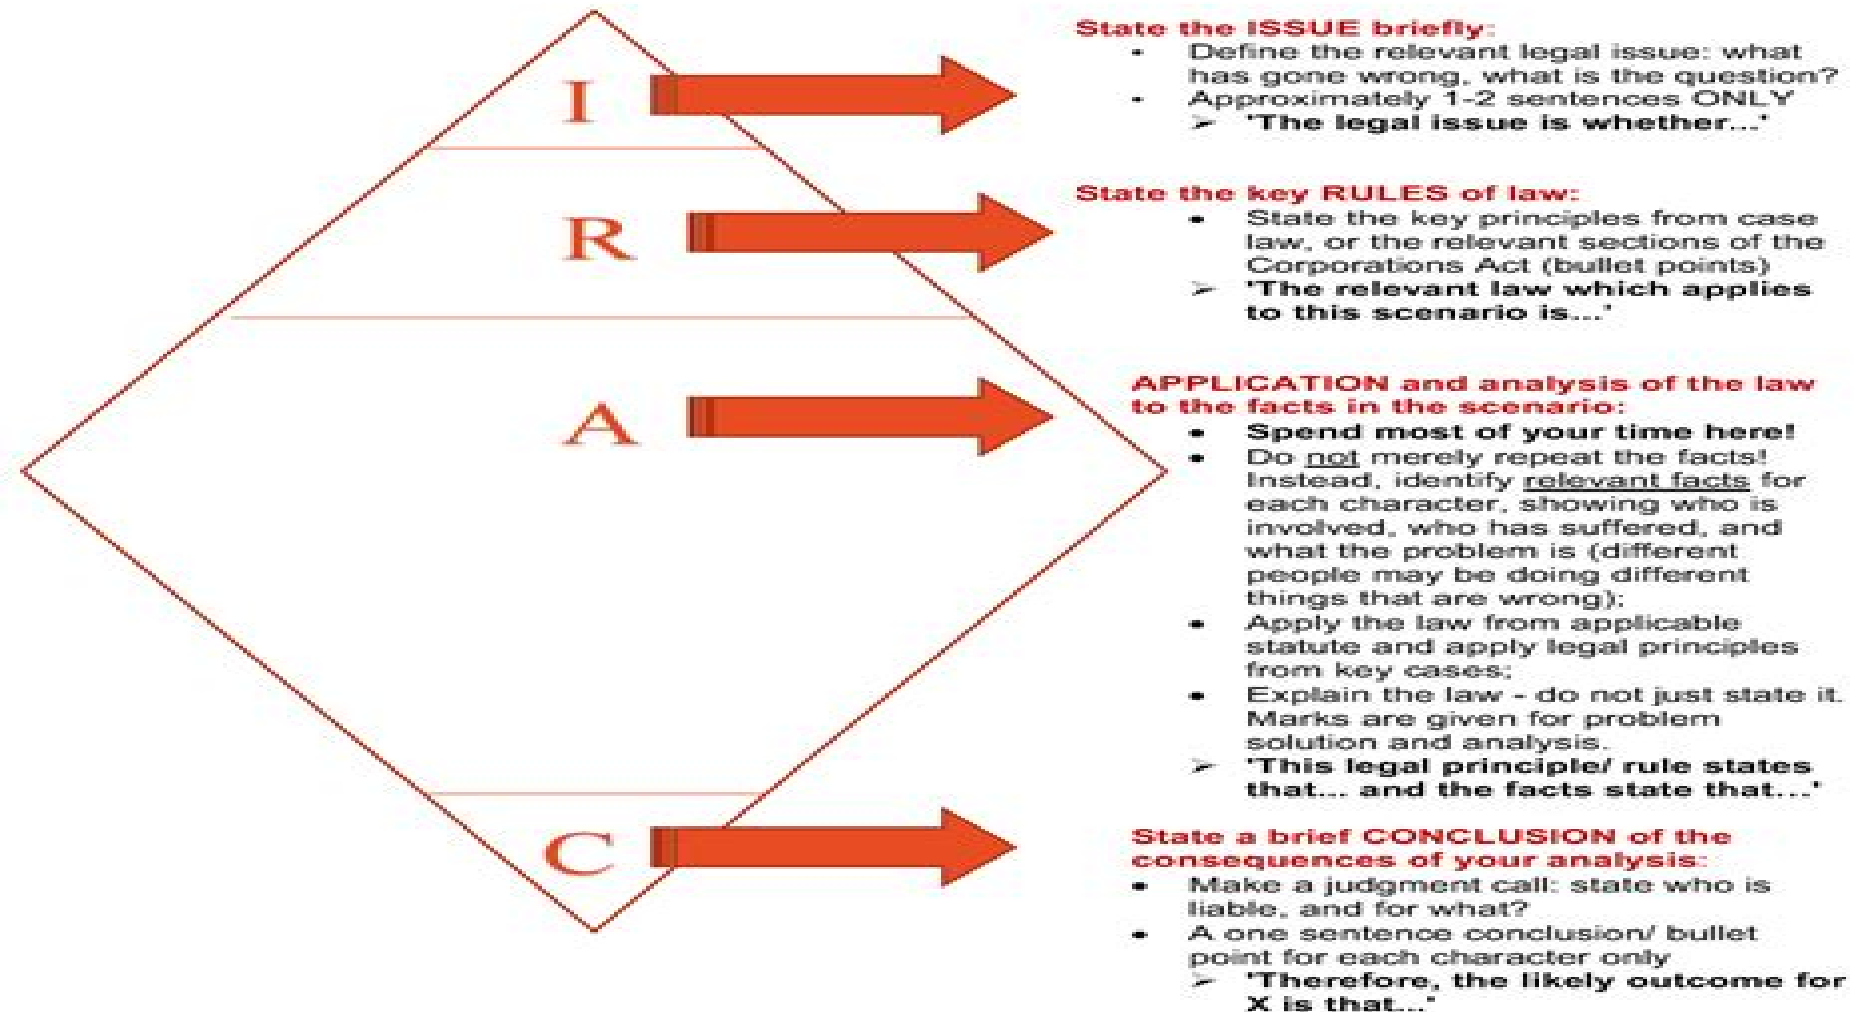 I
State the ISSUE briefly:
• Define the relevant legal issue: what
has gone wrong, what is the question?
• Approximately 1-2 sentences ONLY
➢ 'The legal issue is whether...'
R
State the key RULES of law:
• State the key principles from case
law, or the relevant sections of the
Corporations Act (bullet points)
➢ 'The relevant law which applies
to this scenario is...'
A
APPLICATION and analysis of the law
to the facts in the scenario:
• Spend most of your time here!
• Do not merely repeat the facts!
Instead, identify relevant facts for
each character, showing who is
involved, who has suffered, and
what the problem is (different
people may be doing different
things that are wrong);
• Apply the law from applicable
statute and apply legal principles
from key cases;
• Explain the law - do not just state it.
Marks are given for problem
solution and analysis.
➢ 'This legal principle/ rule states
that... and the facts state that...'
C
State a brief CONCLUSION of the
consequences of your analysis:
• Make a judgment call: state who is
liable, and for what?
• A one sentence conclusion/ bullet
point for each character only
➢ 'Therefore, the likely outcome for
X is that...'